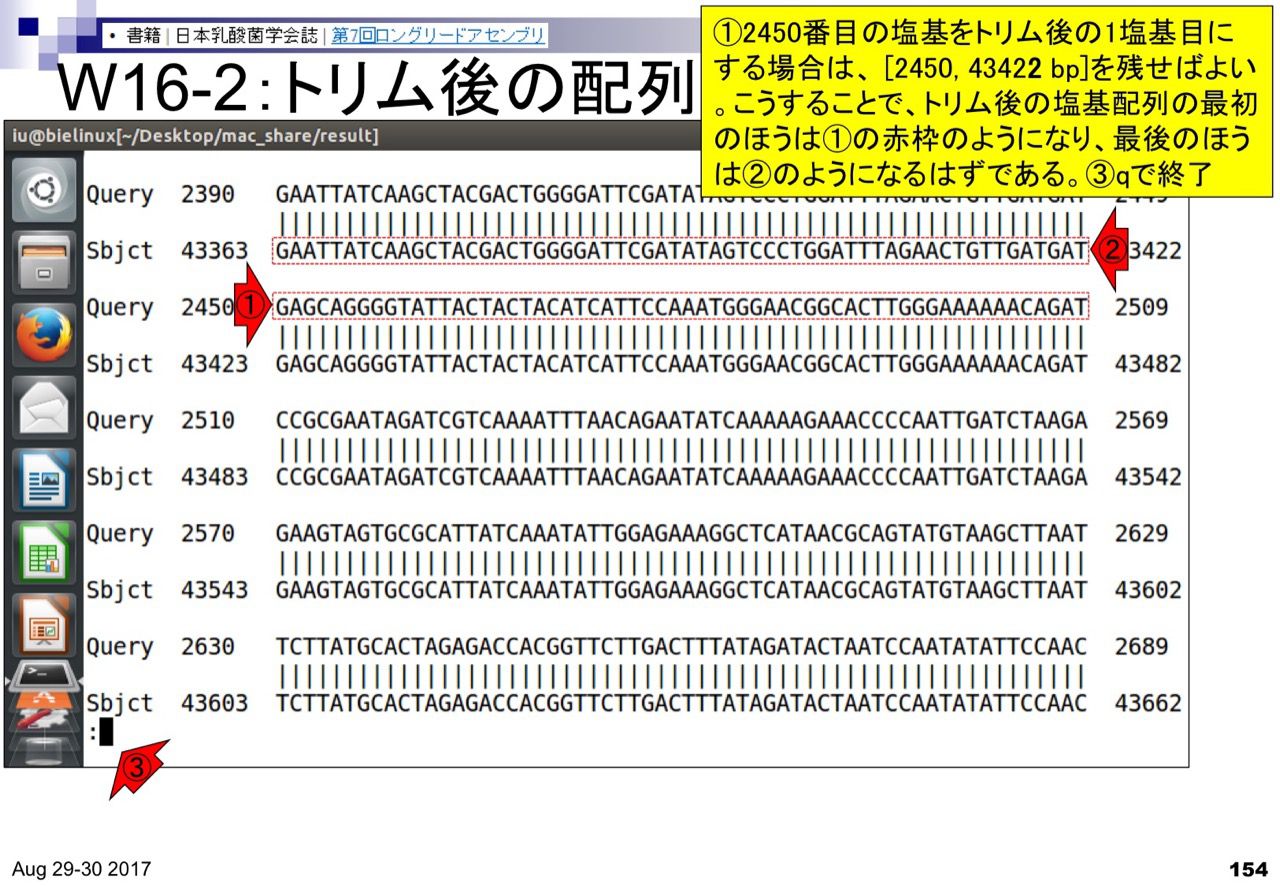 • 書籍 | 日本乳酸菌学会誌 | 第7回ロングリードアセンブリ
W16-2：トリム後の配列
①2450番目の塩基をトリム後の1塩基目に
する場合は、[2450, 43422 bp]を残せばよい
。こうすることで、トリム後の塩基配列の最初
のほうは①の赤枠のようになり、最後のほう
は②のようになるはずである。③qで終了
iu@bielinux[~/Desktop/mac_share/result]
Query 2390 GAATTATCAAGCTACGACTGGGGATTCGATATAGTCCCTGGATTTAGAACTGTTGATGAT 2449
||||||||||||||||||||||||||||||||||||||||||||||||||||||||||||
Sbjct 43363 GAATTATCAAGCTACGACTGGGGATTCGATATAGTCCCTGGATTTAGAACTGTTGATGAT ② 3422
Query 2450 ① GAGCAGGGGTATTACTACTACATCATTCCAAATGGGAACGGCACTTGGGAAAAAACAGAT 2509
||||||||||||||||||||||||||||||||||||||||||||||||||||||||||||
Sbjct 43423 GAGCAGGGGTATTACTACTACATCATTCCAAATGGGAACGGCACTTGGGAAAAAACAGAT 43482
Query 2510 CCGCGAATAGATCGTCAAAATTTAACAGAATATCAAAAAGAAACCCCAATTGATCTAAGA 2569
||||||||||||||||||||||||||||||||||||||||||||||||||||||||||||
Sbjct 43483 CCGCGAATAGATCGTCAAAATTTAACAGAATATCAAAAAGAAACCCCAATTGATCTAAGA 43542
Query 2570 GAAGTAGTGCGCATTATCAAATATTGGAGAAAGGCTCATAACGCAGTATGTAAGCTTAAT 2629
||||||||||||||||||||||||||||||||||||||||||||||||||||||||||||
Sbjct 43543 GAAGTAGTGCGCATTATCAAATATTGGAGAAAGGCTCATAACGCAGTATGTAAGCTTAAT 43602
Query 2630 TCTTATGCACTAGAGACCACGGTTCTTGACTTTATAGATACTAATCCAATATATTCCAAC 2689
||||||||||||||||||||||||||||||||||||||||||||||||||||||||||||
Sbjct 43603 TCTTATGCACTAGAGACCACGGTTCTTGACTTTATAGATACTAATCCAATATATTCCAAC 43662
:
③
Aug 29-30 2017
154